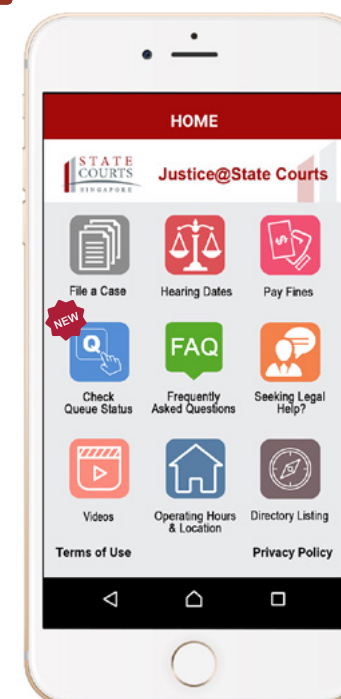 HOME
STATE
COURTS
SINGAPORE
Justice@State Courts
File a Case
Hearing Dates
Pay Fines
NEW
Q
FAQ
Check
Queue Status
Frequently
Asked Questions
Seeking Legal
Help?
Videos
Operating Hours
& Location
Directory Listing
Terms of Use
Privacy Policy